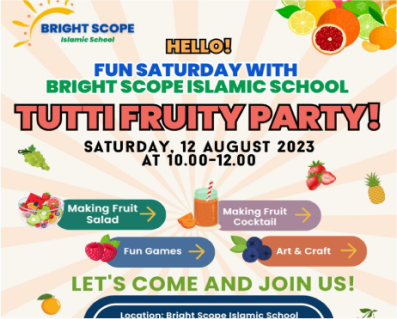 BRIGHT SCOPE
Islamic School
HELLO!
FUN SATURDAY WITH
BRIGHT SCOPE ISLAMIC SCHOOL
TUTTI FRUITY PARTY!
SATURDAY, 12 AUGUST 2023
AT 10.00-12.00
Making Fruit
Salad
Making Fruit
Cocktail
Fun Games
Art & Craft
LET'S COME AND JOIN US!
Location: Bright Scope Islamic School